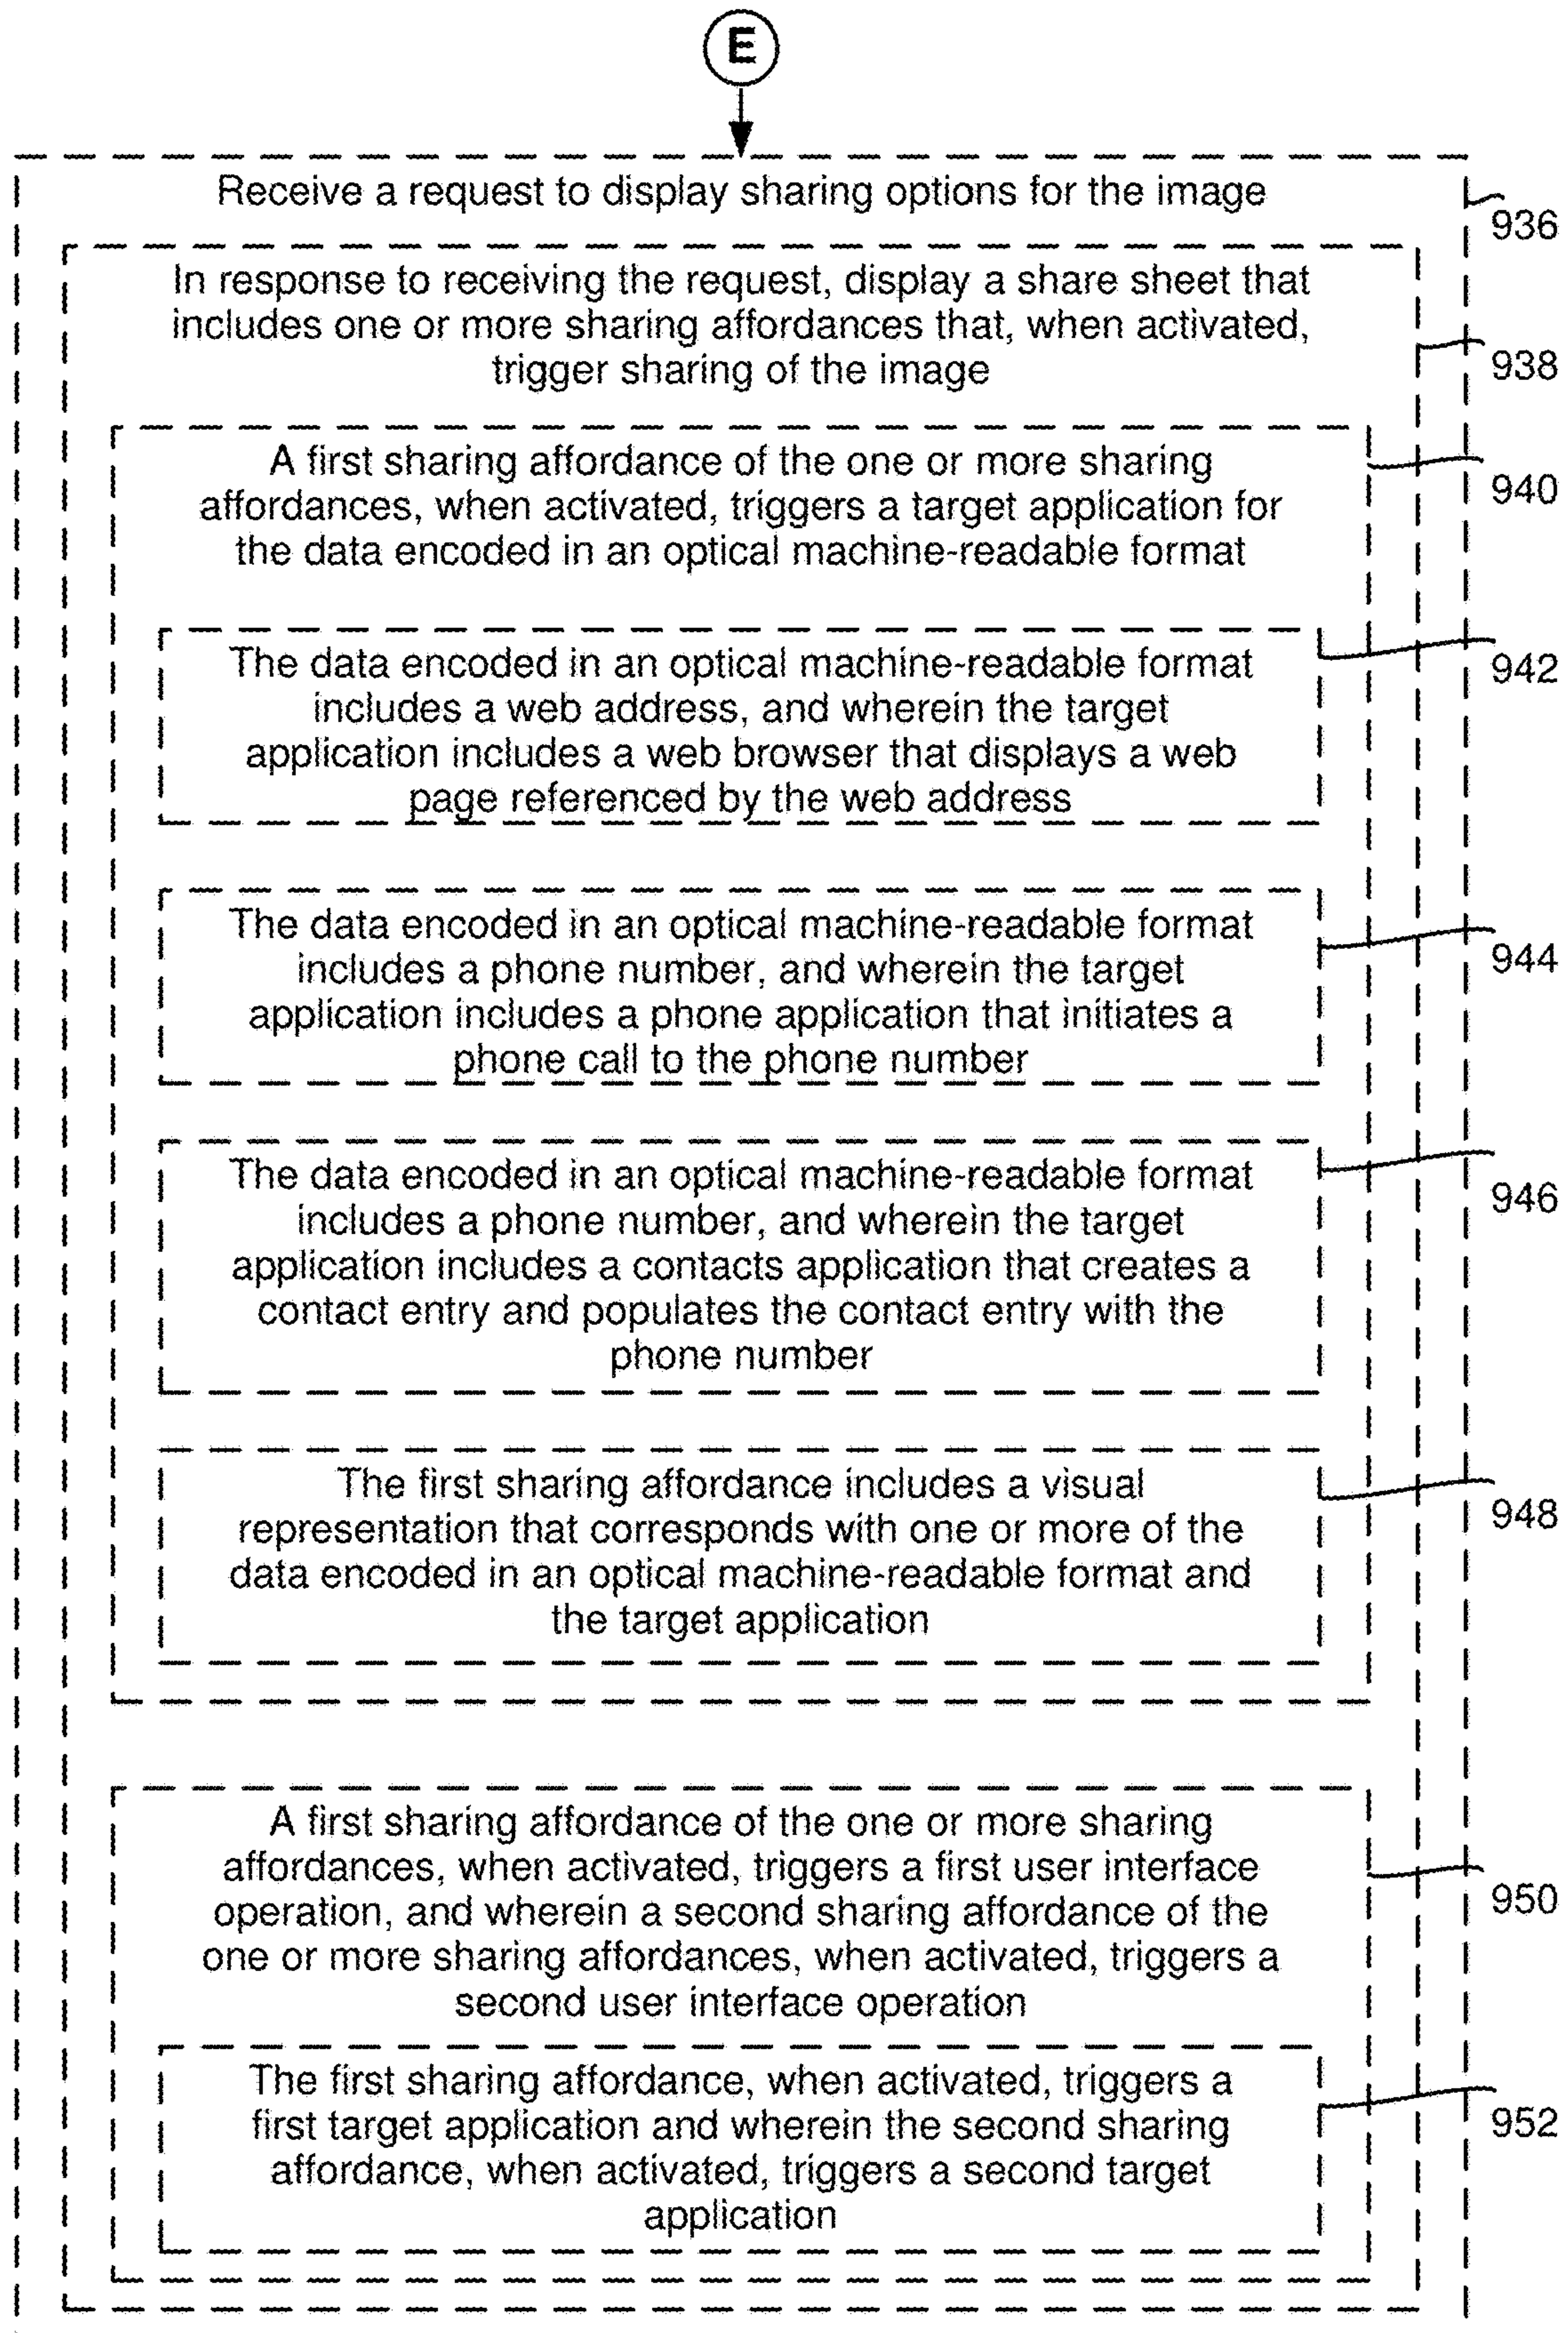 E
Receive a request to display sharing options for the image
936
In response to receiving the request, display a share sheet that
includes one or more sharing affordances that, when activated,
trigger sharing of the image
938
A first sharing affordance of the one or more sharing
affordances, when activated, triggers a target application for
the data encoded in an optical machine-readable format
940
The data encoded in an optical machine-readable format
includes a web address, and wherein the target
application includes a web browser that displays a web
page referenced by the web address
942
The data encoded in an optical machine-readable format
includes a phone number, and wherein the target
application includes a phone application that initiates a
phone call to the phone number
944
The data encoded in an optical machine-readable format
includes a phone number, and wherein the target
application includes a contacts application that creates a
contact entry and populates the contact entry with the
phone number
946
The first sharing affordance includes a visual
representation that corresponds with one or more of the
data encoded in an optical machine-readable format and
the target application
948
A first sharing affordance of the one or more sharing
affordances, when activated, triggers a first user interface
operation, and wherein a second sharing affordance of the
one or more sharing affordances, when activated, triggers a
second user interface operation
950
The first sharing affordance, when activated, triggers a
first target application and wherein the second sharing
affordance, when activated, triggers a second target
application
952